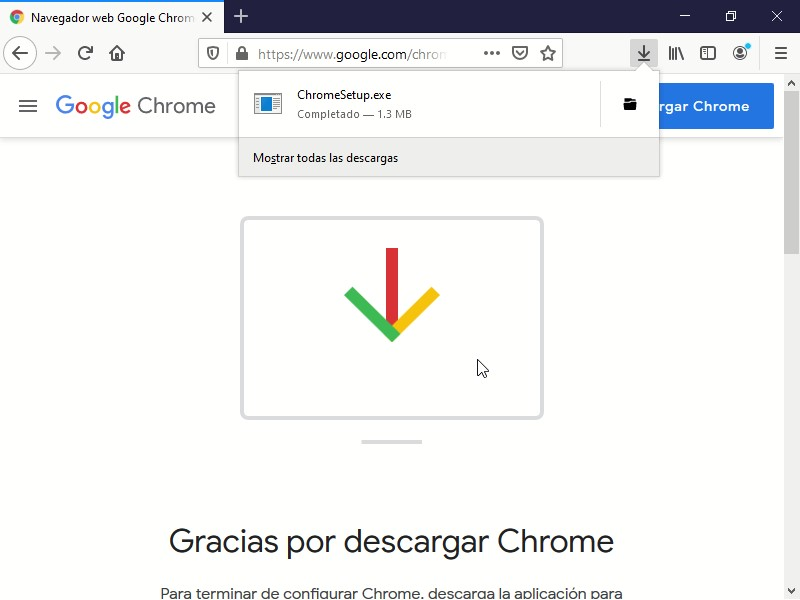 Navegador web Google Chrom
https://www.google.com/chrom
ChromeSetup.exe
Completado — 1.3 MB
Mostrar todas las descargas
Google Chrome
rgar Chrome
Gracias por descargar Chrome
Para terminar de configurar Chrome, descarga la aplicación para